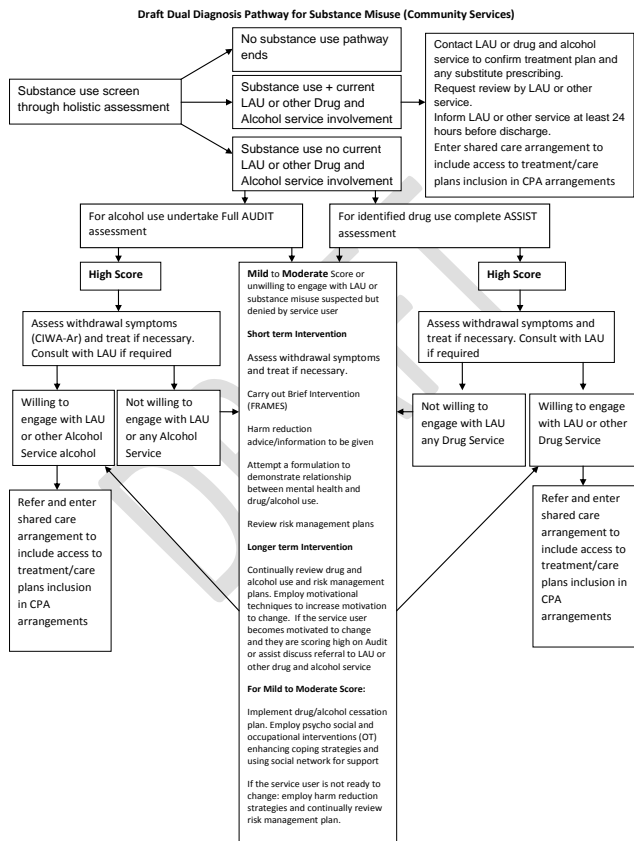 Draft Dual Diagnosis Pathway for Substance Misuse (Community Services)
No substance use pathway
ends
Substance use screen
through holistic assessment
Substance use + current
LAU or other Drug and
Alcohol service involvement
Contact LAU or drug and alcohol
service to confirm treatment plan and
any substitute prescribing.
Request review by LAU or other
service.
Inform LAU or other service at least 24
hours before discharge.
Enter shared care arrangement to
include access to treatment/care
plans inclusion in CPA arrangements
Substance use no current
LAU or other Drug and
Alcohol service involvement
For alcohol use undertake Full AUDIT
assessment
For identified drug use complete ASSIST
assessment
High Score
High Score
Assess withdrawal symptoms
(CIWA-Ar) and treat if necessary.
Consult with LAU if required
Assess withdrawal symptoms and
treat if necessary. Consult with LAU
if required
Willing to
engage with LAU
or other Alcohol
Service alcohol
Not willing to
engage with LAU
or any Alcohol
Service
Refer and enter
shared care
arrangement to
include access to
treatment/care
plans inclusion
in CPA
arrangements
Mild to Moderate Score or
unwilling to engage with LAU or
substance misuse suspected but
denied by service user
Short term Intervention
Assess withdrawal symptoms
and treat if necessary.
Carry out Brief Intervention
(FRAMES)
Harm reduction
advice/information to be given
Attempt a formulation to
demonstrate relationship
between mental health and
drug/alcohol use.
Review risk management plans
Longer term Intervention
Continually review drug and
alcohol use and risk management
plans. Employ motivational
techniques to increase motivation
to change. If the service user
becomes motivated to change
and they are scoring high on Audit
or assist discuss referral to LAU or
other drug and alcohol service
For Mild to Moderate Score:
Implement drug/alcohol cessation
plan. Employ psycho social and
occupational interventions (OT)
enhancing coping strategies and
using social network for support
If the service user is not ready to
change: employ harm reduction
strategies and continually review
risk management plan.
Not willing to
engage with LAU
any Drug Service
Willing to engage
with LAU or other
Drug Service
Refer and enter
shared care
arrangement to
include access to
treatment/care
plans inclusion in
CPA
arrangements
DRAFT